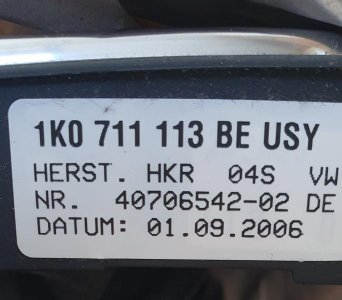 1K0 711 113 BE USY
HERST. HKR 04S VW
NR. 40706542-02 DE
DATUM: 01.09.2006